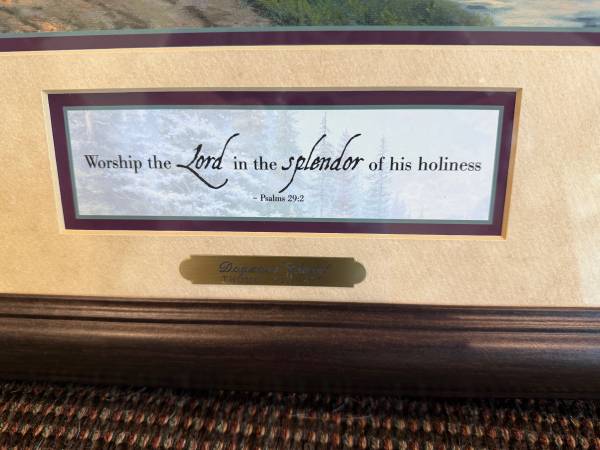 Worship the Lord in the splendor of his holiness
~ Psalms 29:2